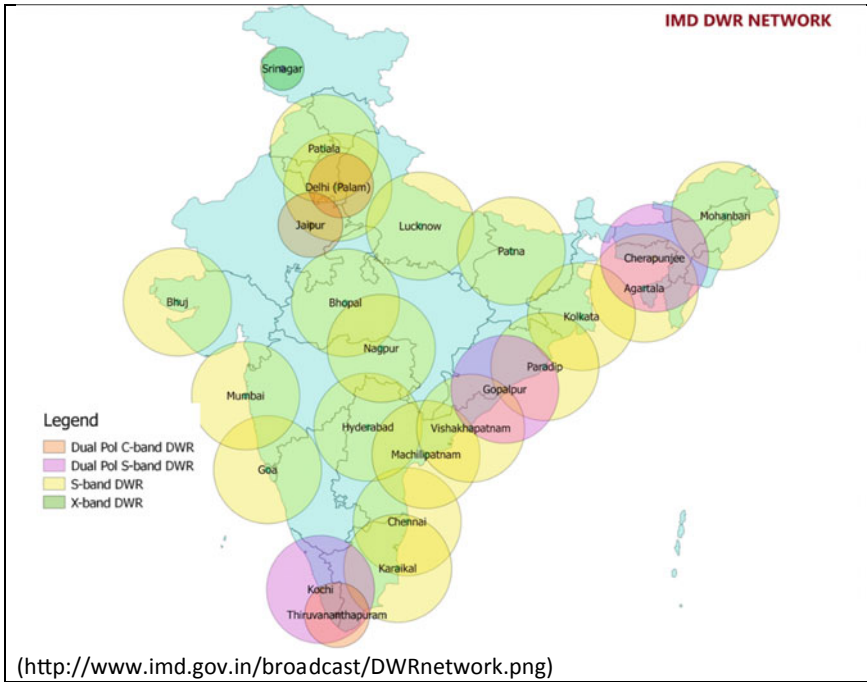 IMD DWR NETWORK
Srinagar
Patiala
Delhi (Palam)
Jaipur
Lucknow
Mohanbari
Patna
Cherapunjee
Agartala
Bhuj
Bhopal
Kolkata
Nagpur
Paradip
Mumbai
Gopalpur
Hyderabad
Vishakhapatnam
Machilipatnam
Goa
Chennai
Karaikal
Kochi
Thiruvananthapuram
Legend
Dual Pol C-band DWR
Dual Pol S-band DWR
S-band DWR
X-band DWR
(http://www.imd.gov.in/broadcast/DWRnetwork.png)